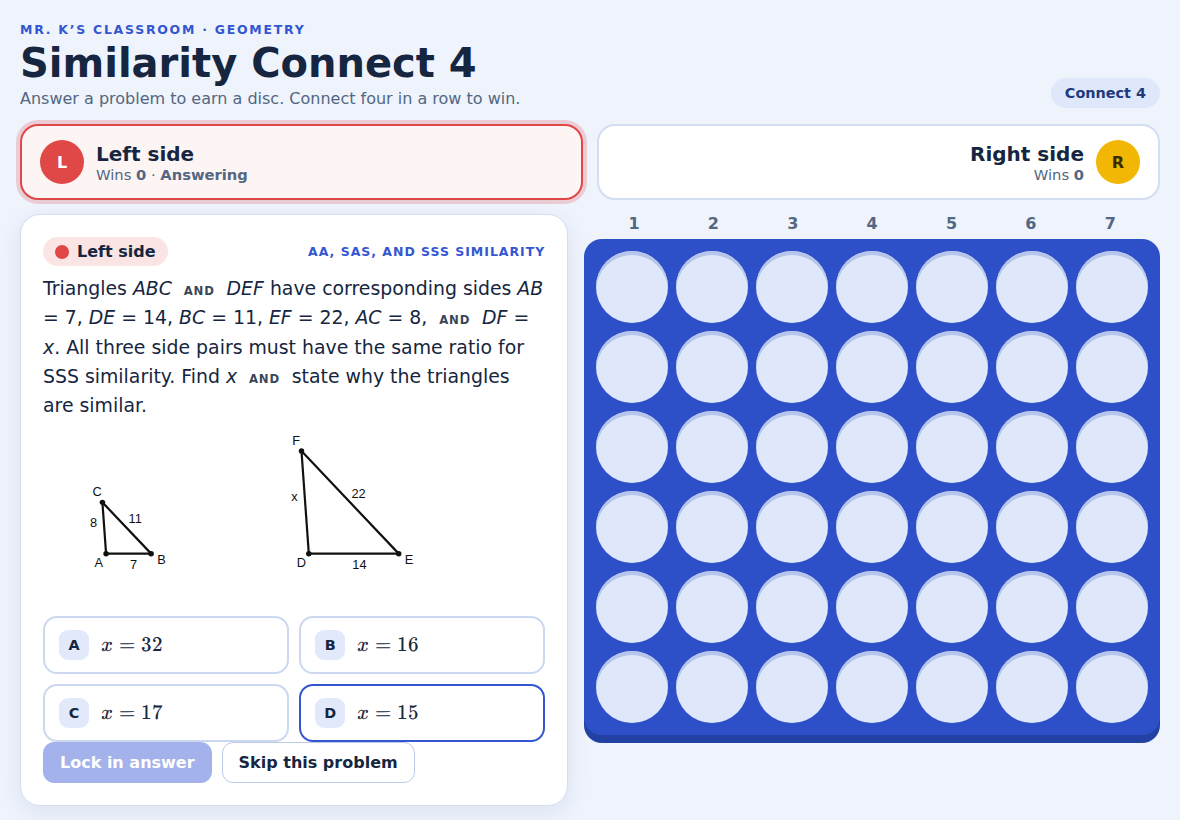 MR. K’S CLASSROOM · GEOMETRY
Similarity Connect 4
Answer a problem to earn a disc. Connect four in a row to win.
Connect 4
L
Left side
Wins 0 · Answering
Right side
Wins 0
R
Left side
AA, SAS, AND SSS SIMILARITY
Triangles ABC AND DEF have corresponding sides AB
= 7, DE = 14, BC = 11, EF = 22, AC = 8, AND DF =
x. All three side pairs must have the same ratio for
SSS similarity. Find x AND state why the triangles
are similar.
F
x
22
D
14
E
C
8
11
A
7
B
A x = 32
B x = 16
C x = 17
D x = 15
Lock in answer
Skip this problem
1 2 3 4 5 6 7